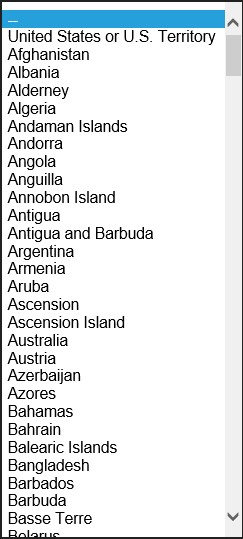 --
United States or U.S. Territory
Afghanistan
Albania
Alderney
Algeria
Andaman Islands
Andorra
Angola
Anguilla
Annobon Island
Antigua
Antigua and Barbuda
Argentina
Armenia
Aruba
Ascension
Ascension Island
Australia
Austria
Azerbaijan
Azores
Bahamas
Bahrain
Balearic Islands
Bangladesh
Barbados
Barbuda
Basse Terre
Belarus